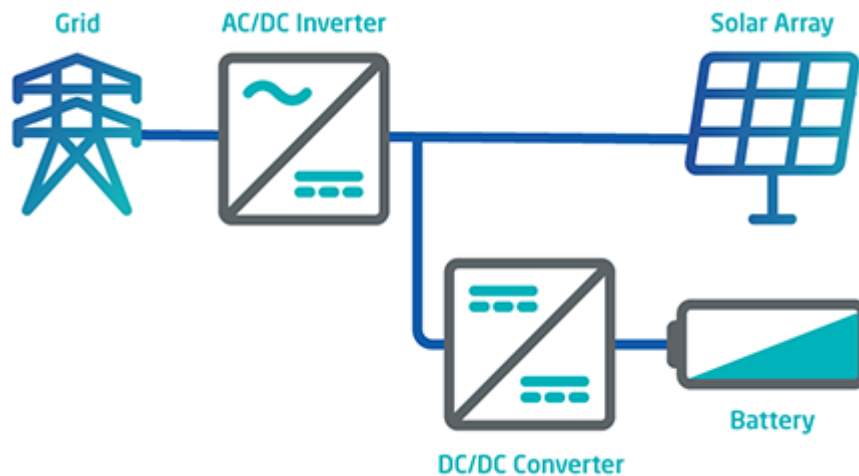 Grid
AC/DC Inverter
Solar Array
Battery
DC/DC Converter